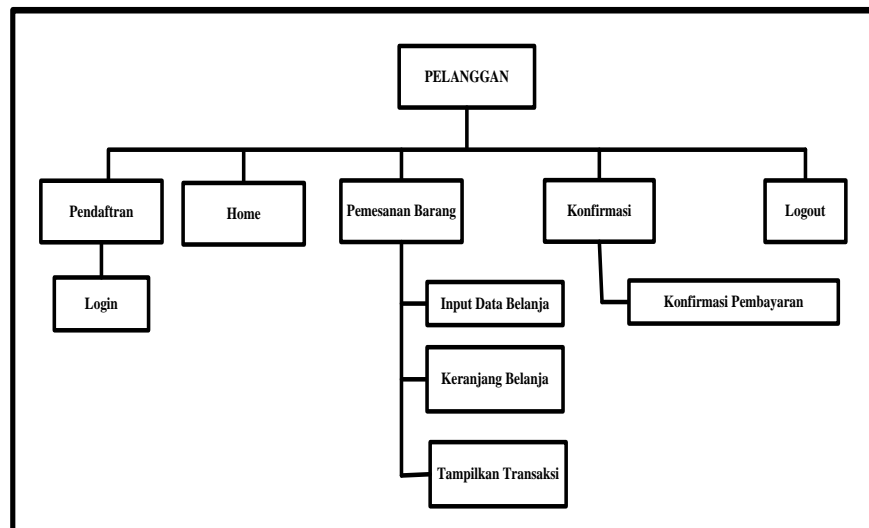 PELANGGAN
Pendaftran
Home
Pemesanan Barang
Konfirmasi
Logout
Login
Input Data Belanja
Konfirmasi Pembayaran
Keranjang Belanja
Tampilkan Transaksi